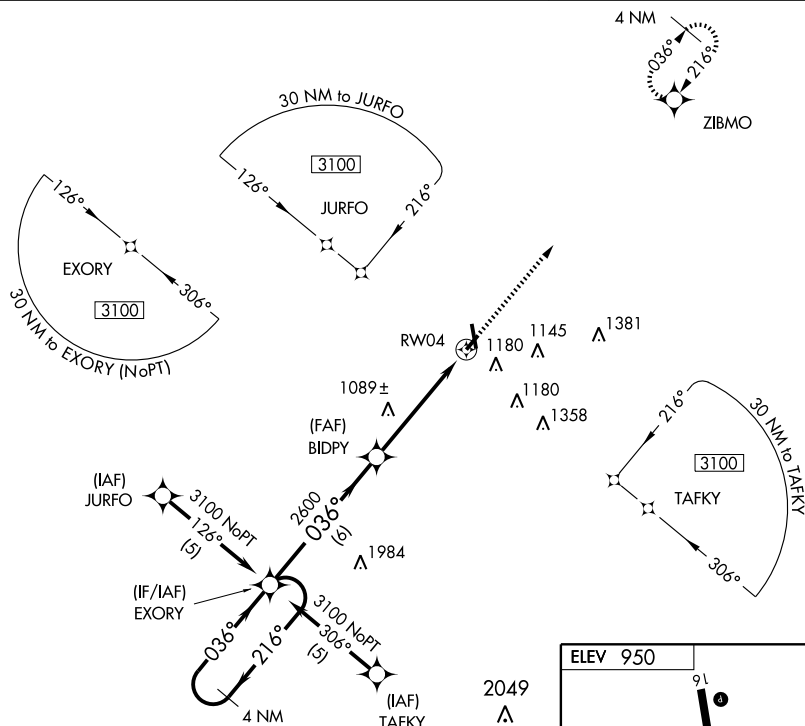 4 NM
036°
216°
ZIBMO
30 NM to JURFO
3100
126°
JURFO
216°
126°
EXORY
306°
3100
30 NM to EXORY (NoPT)
RW04
1180
1145
1381
1089±
1180
1358
(FAF)
BIDPY
216°
30 NM to TAFKY
3100
TAFKY
306°
(IAF)
JURFO
3100 NoPT
126°
(5)
2600
036°
(6)
1984
(IF/IAF)
EXORY
3100 NoPT
306°
(5)
036°
216°
4 NM
(IAF)
TAFKY
2049
ELEV 950
16
P